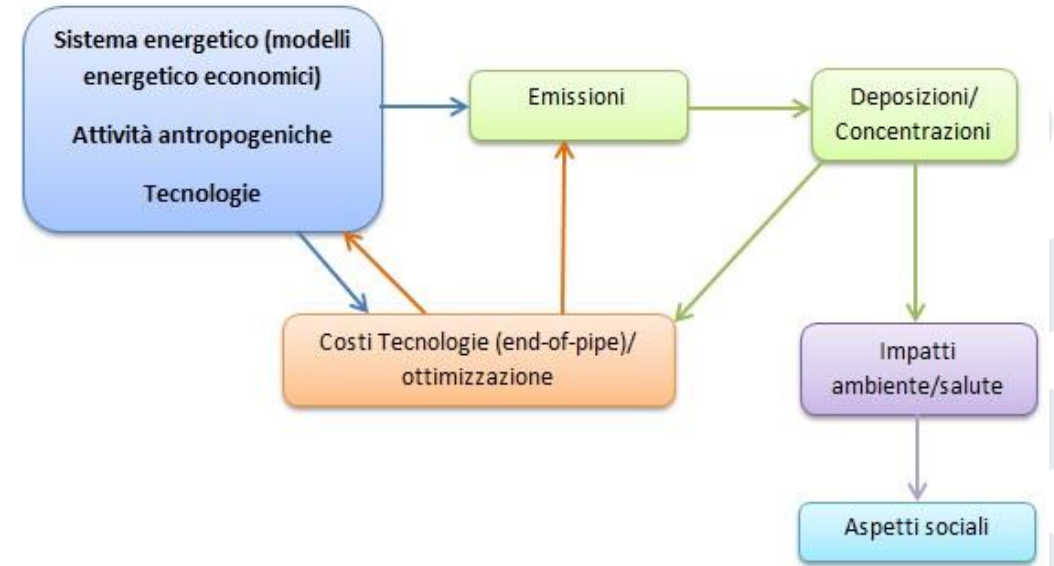 Sistema energetico (modelli
energetico economici)
Attività antropogeniche
Tecnologie
Emissioni
Deposizioni/
Concentrazioni
Costi Tecnologie (end-of-pipe)/
ottimizzazione
Impatti
ambiente/salute
Aspetti sociali